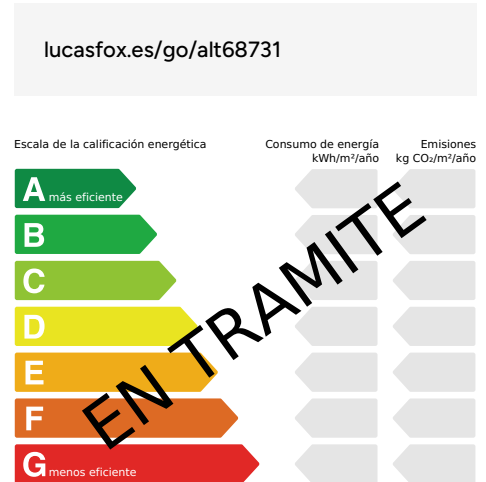 lucasfox.es/go/alt68731
Escala de la calificación energética
Consumo de energía
kWh/m²/año
Emisiones
kg CO₂/m²/año
A más eficiente
B
C
D
E
F
G menos eficiente
EN TRAMITE